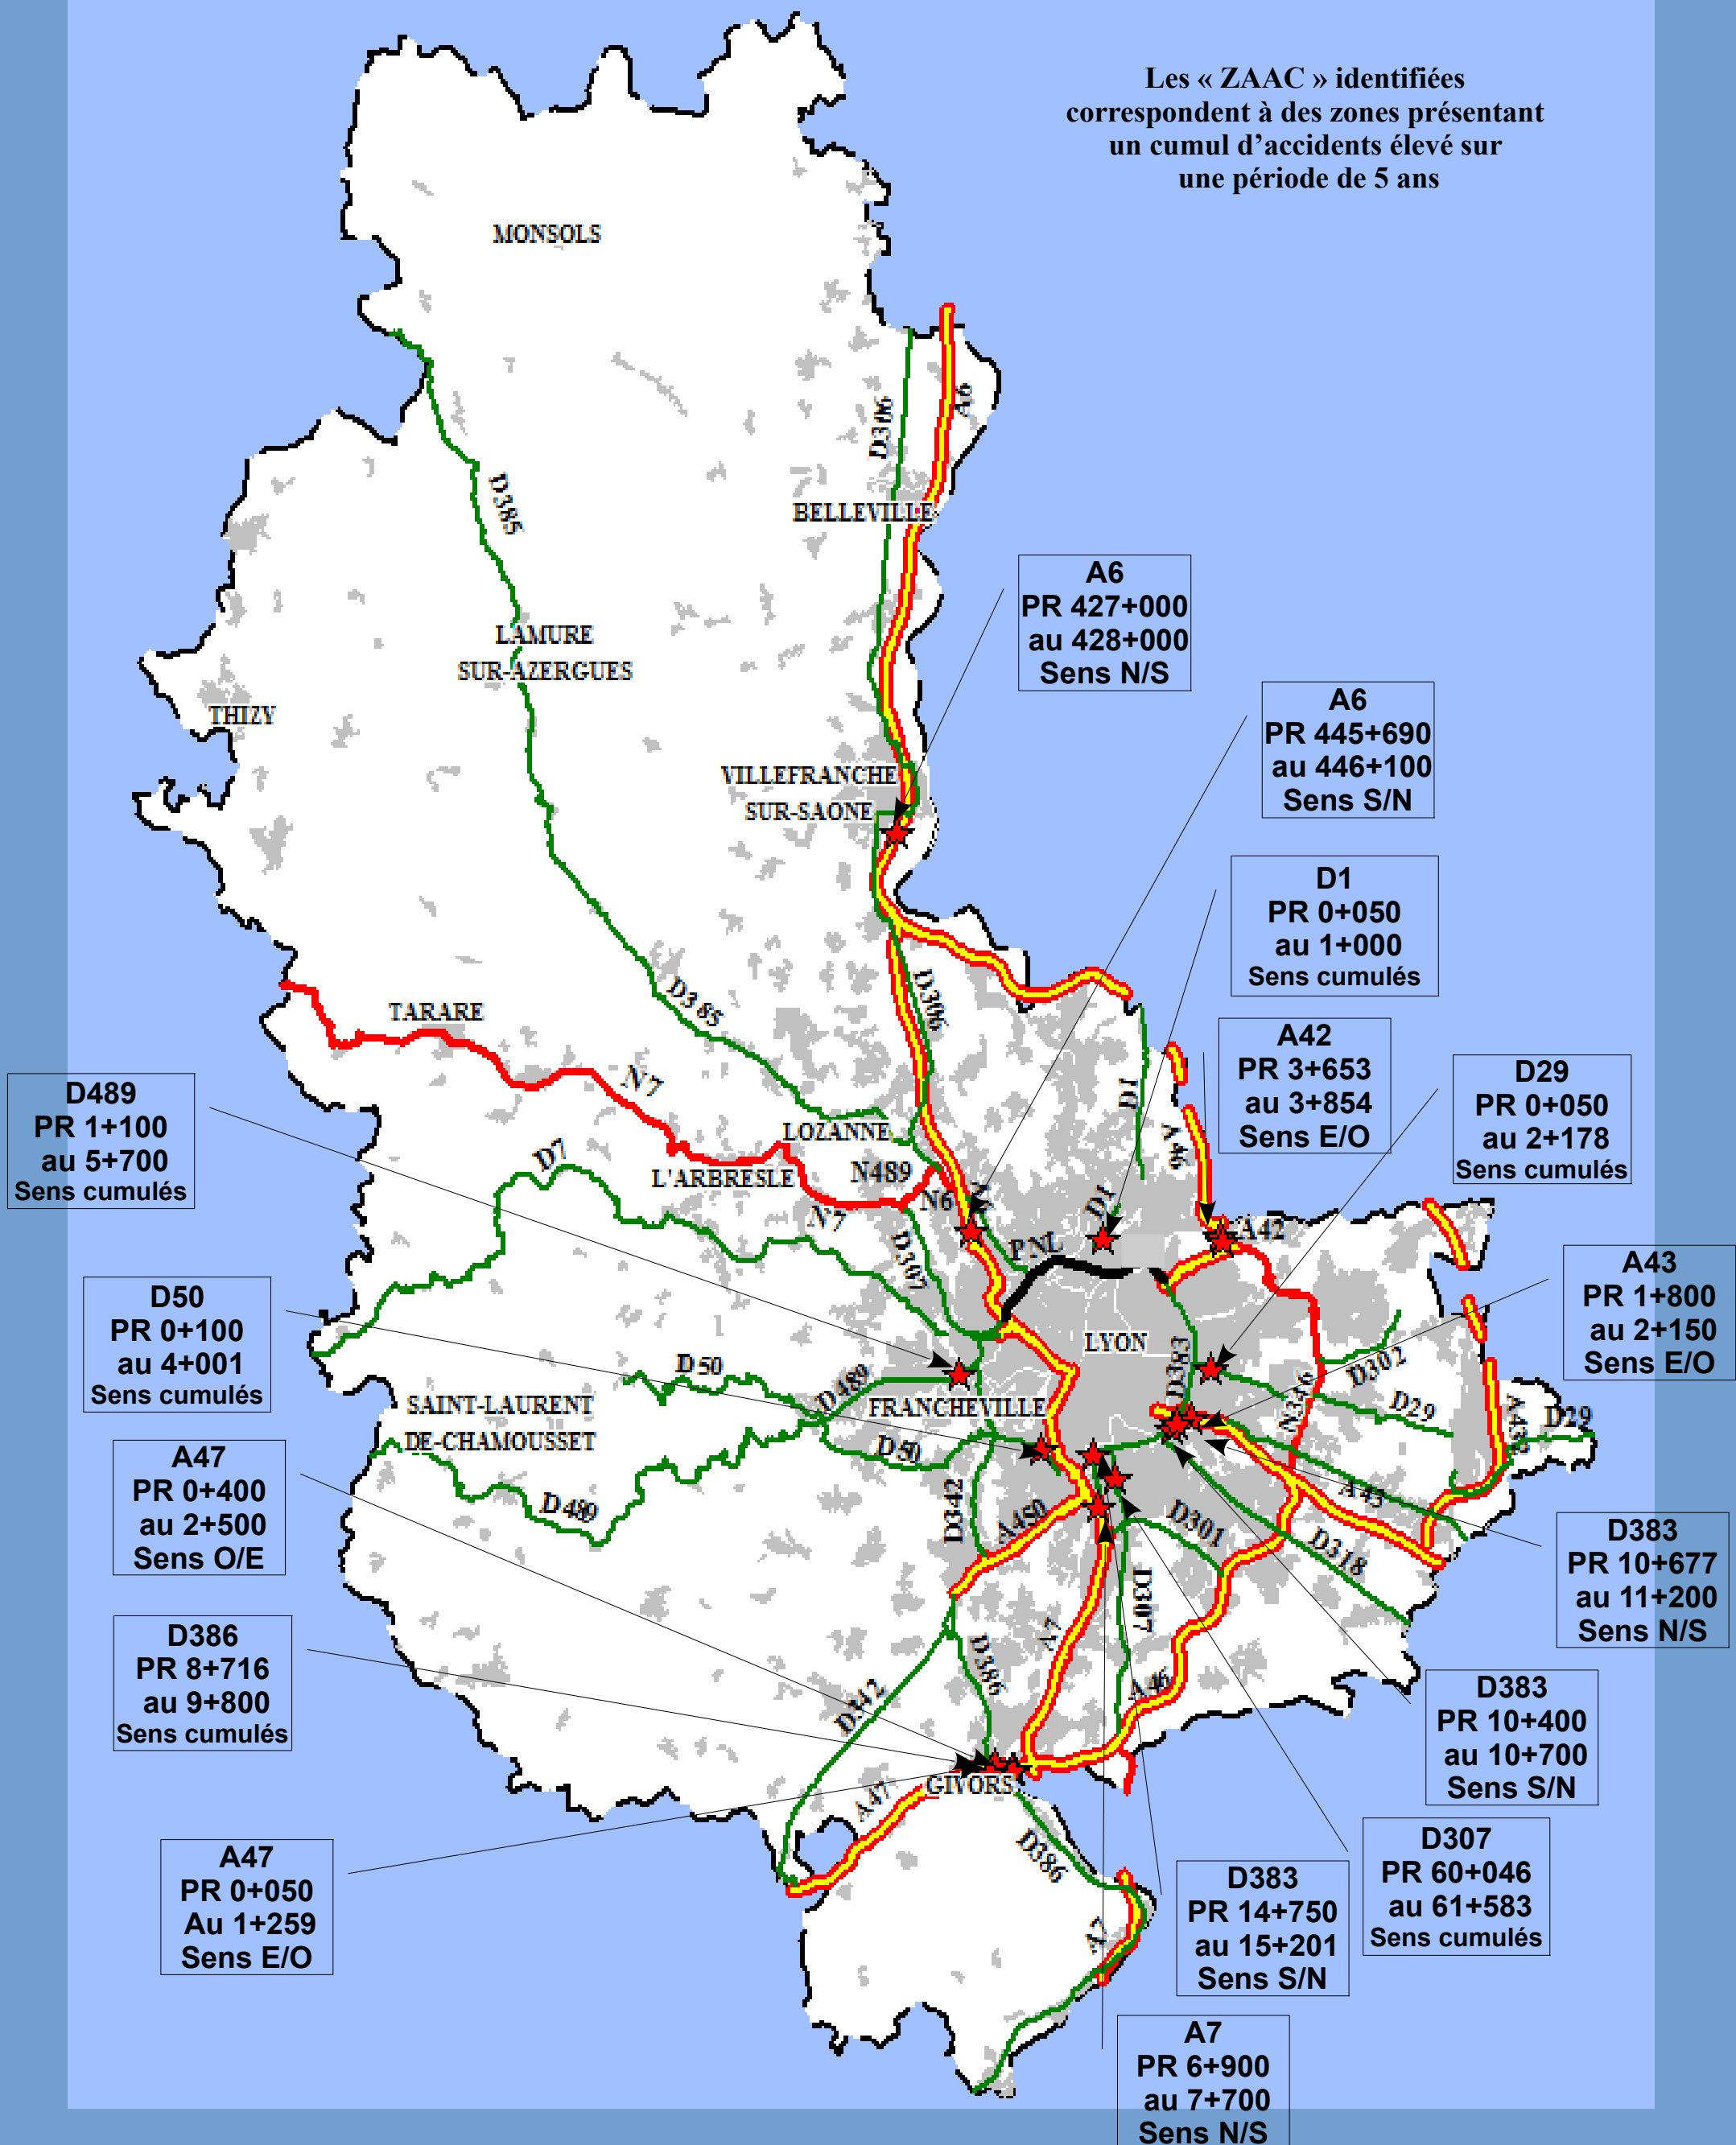 Les « ZAAC » identifiées
correspondent à des zones présentant
un cumul d’accidents élevé sur
une période de 5 ans
MONSOLS
D306
A6
D385
BELLEVILLE
A6
PR 427+000
au 428+000
Sens N/S
LAMURE
SUR-AZERGUES
THIZY
A6
PR 445+690
au 446+100
Sens S/N
VILLEFRANCHE
SUR-SAONE
D1
PR 0+050
au 1+000
Sens cumulés
D385
D306
TARARE
A42
PR 3+653
au 3+854
Sens E/O
D29
PR 0+050
au 2+178
Sens cumulés
D489
PR 1+100
au 5+700
Sens cumulés
N7
D1
A46
LOZANNE
D7
L'ARBRESLE
N489
N6
N7
D1
A42
PNL
D307
A43
PR 1+800
au 2+150
Sens E/O
D50
PR 0+100
au 4+001
Sens cumulés
LYON
D383
D302
D50
D489
N346
D29
A432
D29
SAINT-LAURENT
DE-CHAMOUSSET
FRANCHEVILLE
D50
A47
PR 0+400
au 2+500
Sens O/E
D489
D342
A450
A43
D301
D318
D383
PR 10+677
au 11+200
Sens N/S
D307
D386
PR 8+716
au 9+800
Sens cumulés
D386
A7
D342
A46
D383
PR 10+400
au 10+700
Sens S/N
GIVORS
A47
D386
A47
PR 0+050
Au 1+259
Sens E/O
D307
PR 60+046
au 61+583
Sens cumulés
D383
PR 14+750
au 15+201
Sens S/N
A7
A7
PR 6+900
au 7+700
Sens N/S